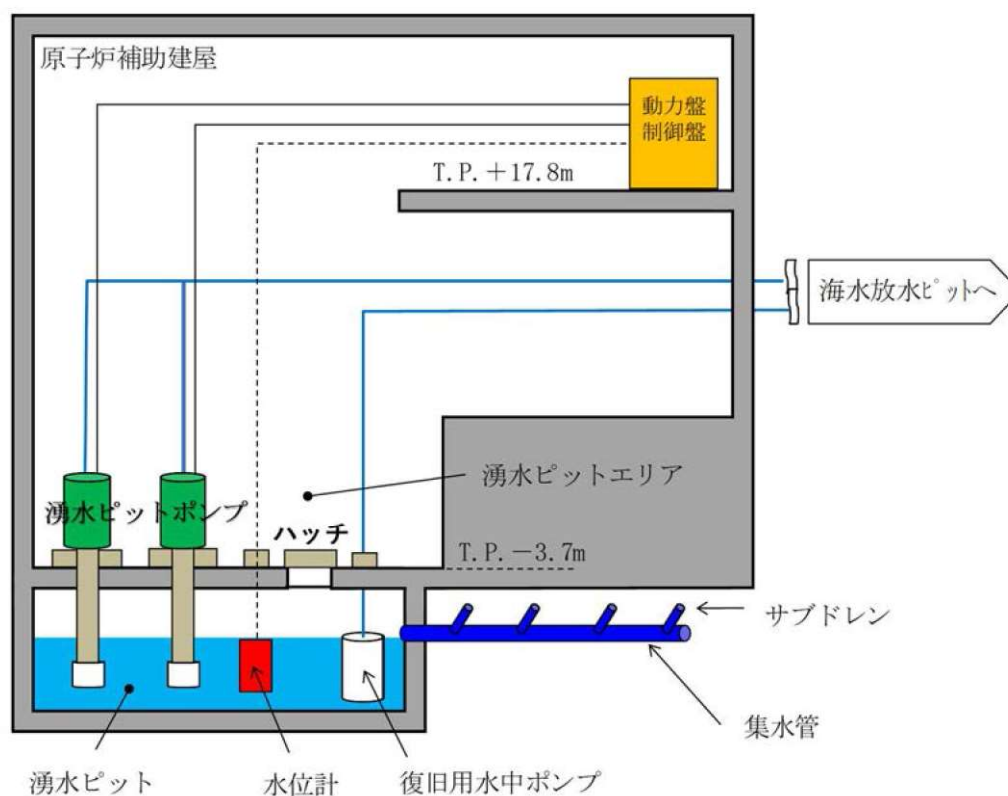 原子炉補助建屋
動力盤
制御盤
T.P.+17.8m
海水放水ピットへ
湧水ピットエリア
湧水ピットポンプ
ハッチ
T.P.－3.7m
サブドレン
集水管
湧水ピット
水位計
復旧用水中ポンプ